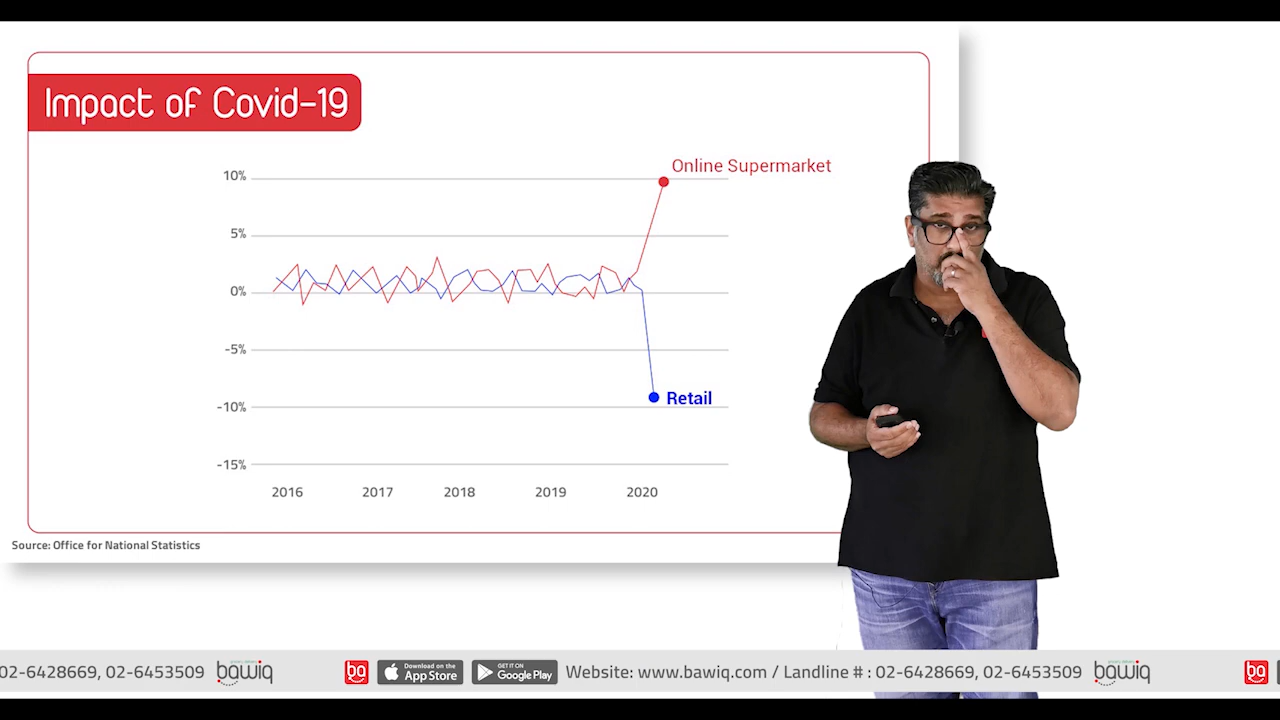 Impact of Covid-19
Online Supermarket
10%
5%
0%
-5%
-10%
-15%
Retail
2016 2017 2018 2019 2020
Source: Office for National Statistics
02-6428669, 02-6453509 bawiq ba Download on the App Store GET IT ON Google Play Website: www.bawiq.com / Landline # : 02-6428669, 02-6453509 bawiq ba